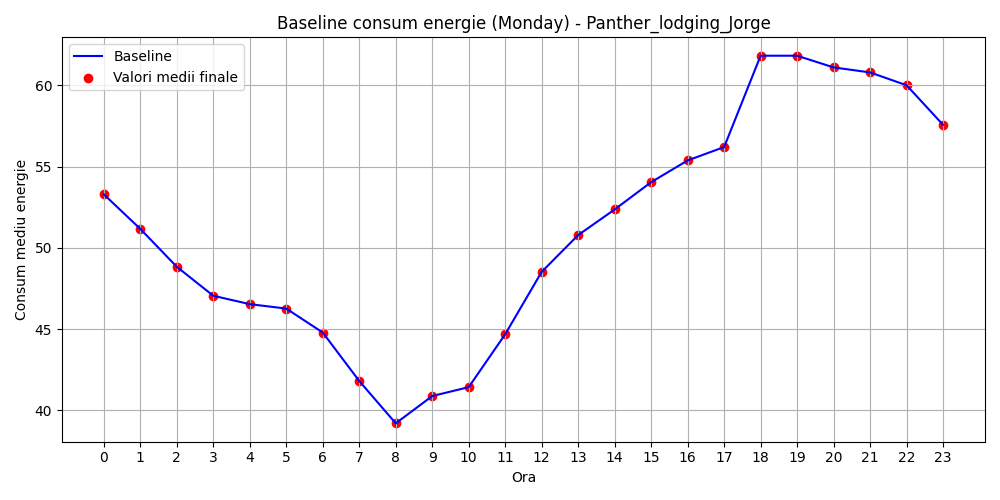 Baseline consum energie (Monday) - Panther_lodging_Jorge
Baseline
Valori medii finale
Consum mediu energie
60
55
50
45
40
0 1 2 3 4 5 6 7 8 9 10 11 12 13 14 15 16 17 18 19 20 21 22 23
Ora